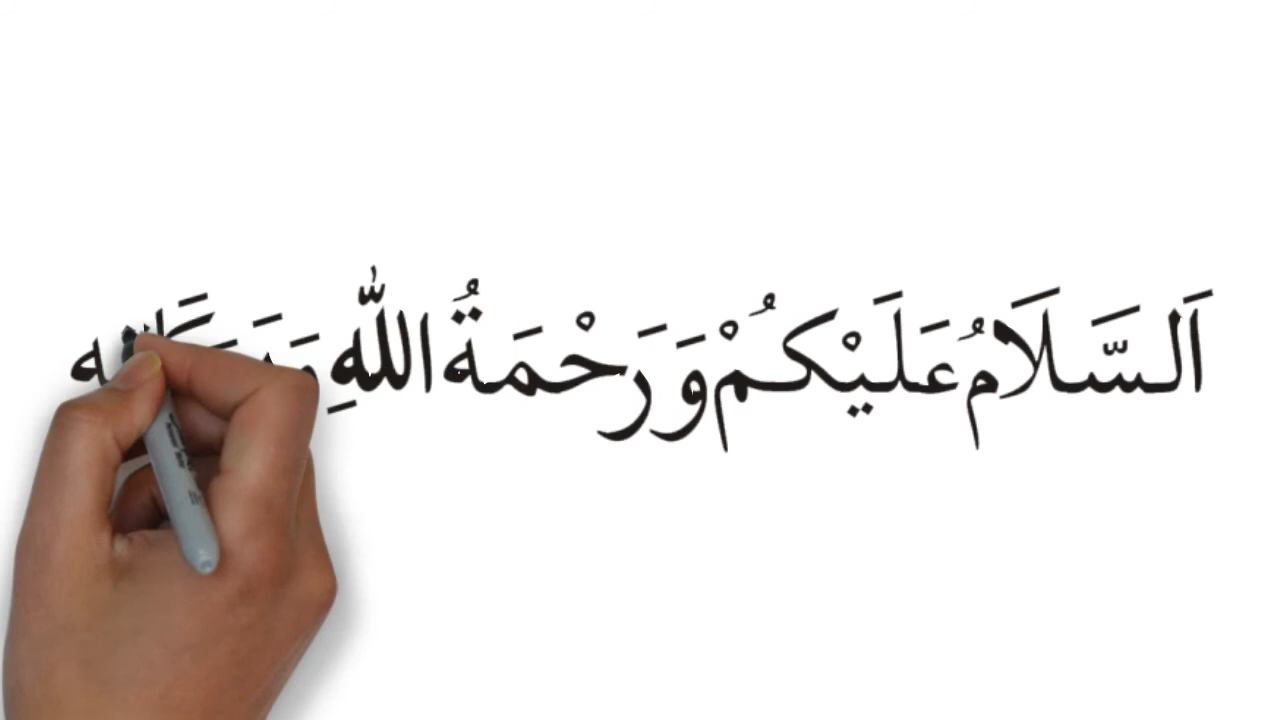 اَلسَّلَامُ عَلَيْكُمْ وَرَحْمَةُ اللّٰهِ